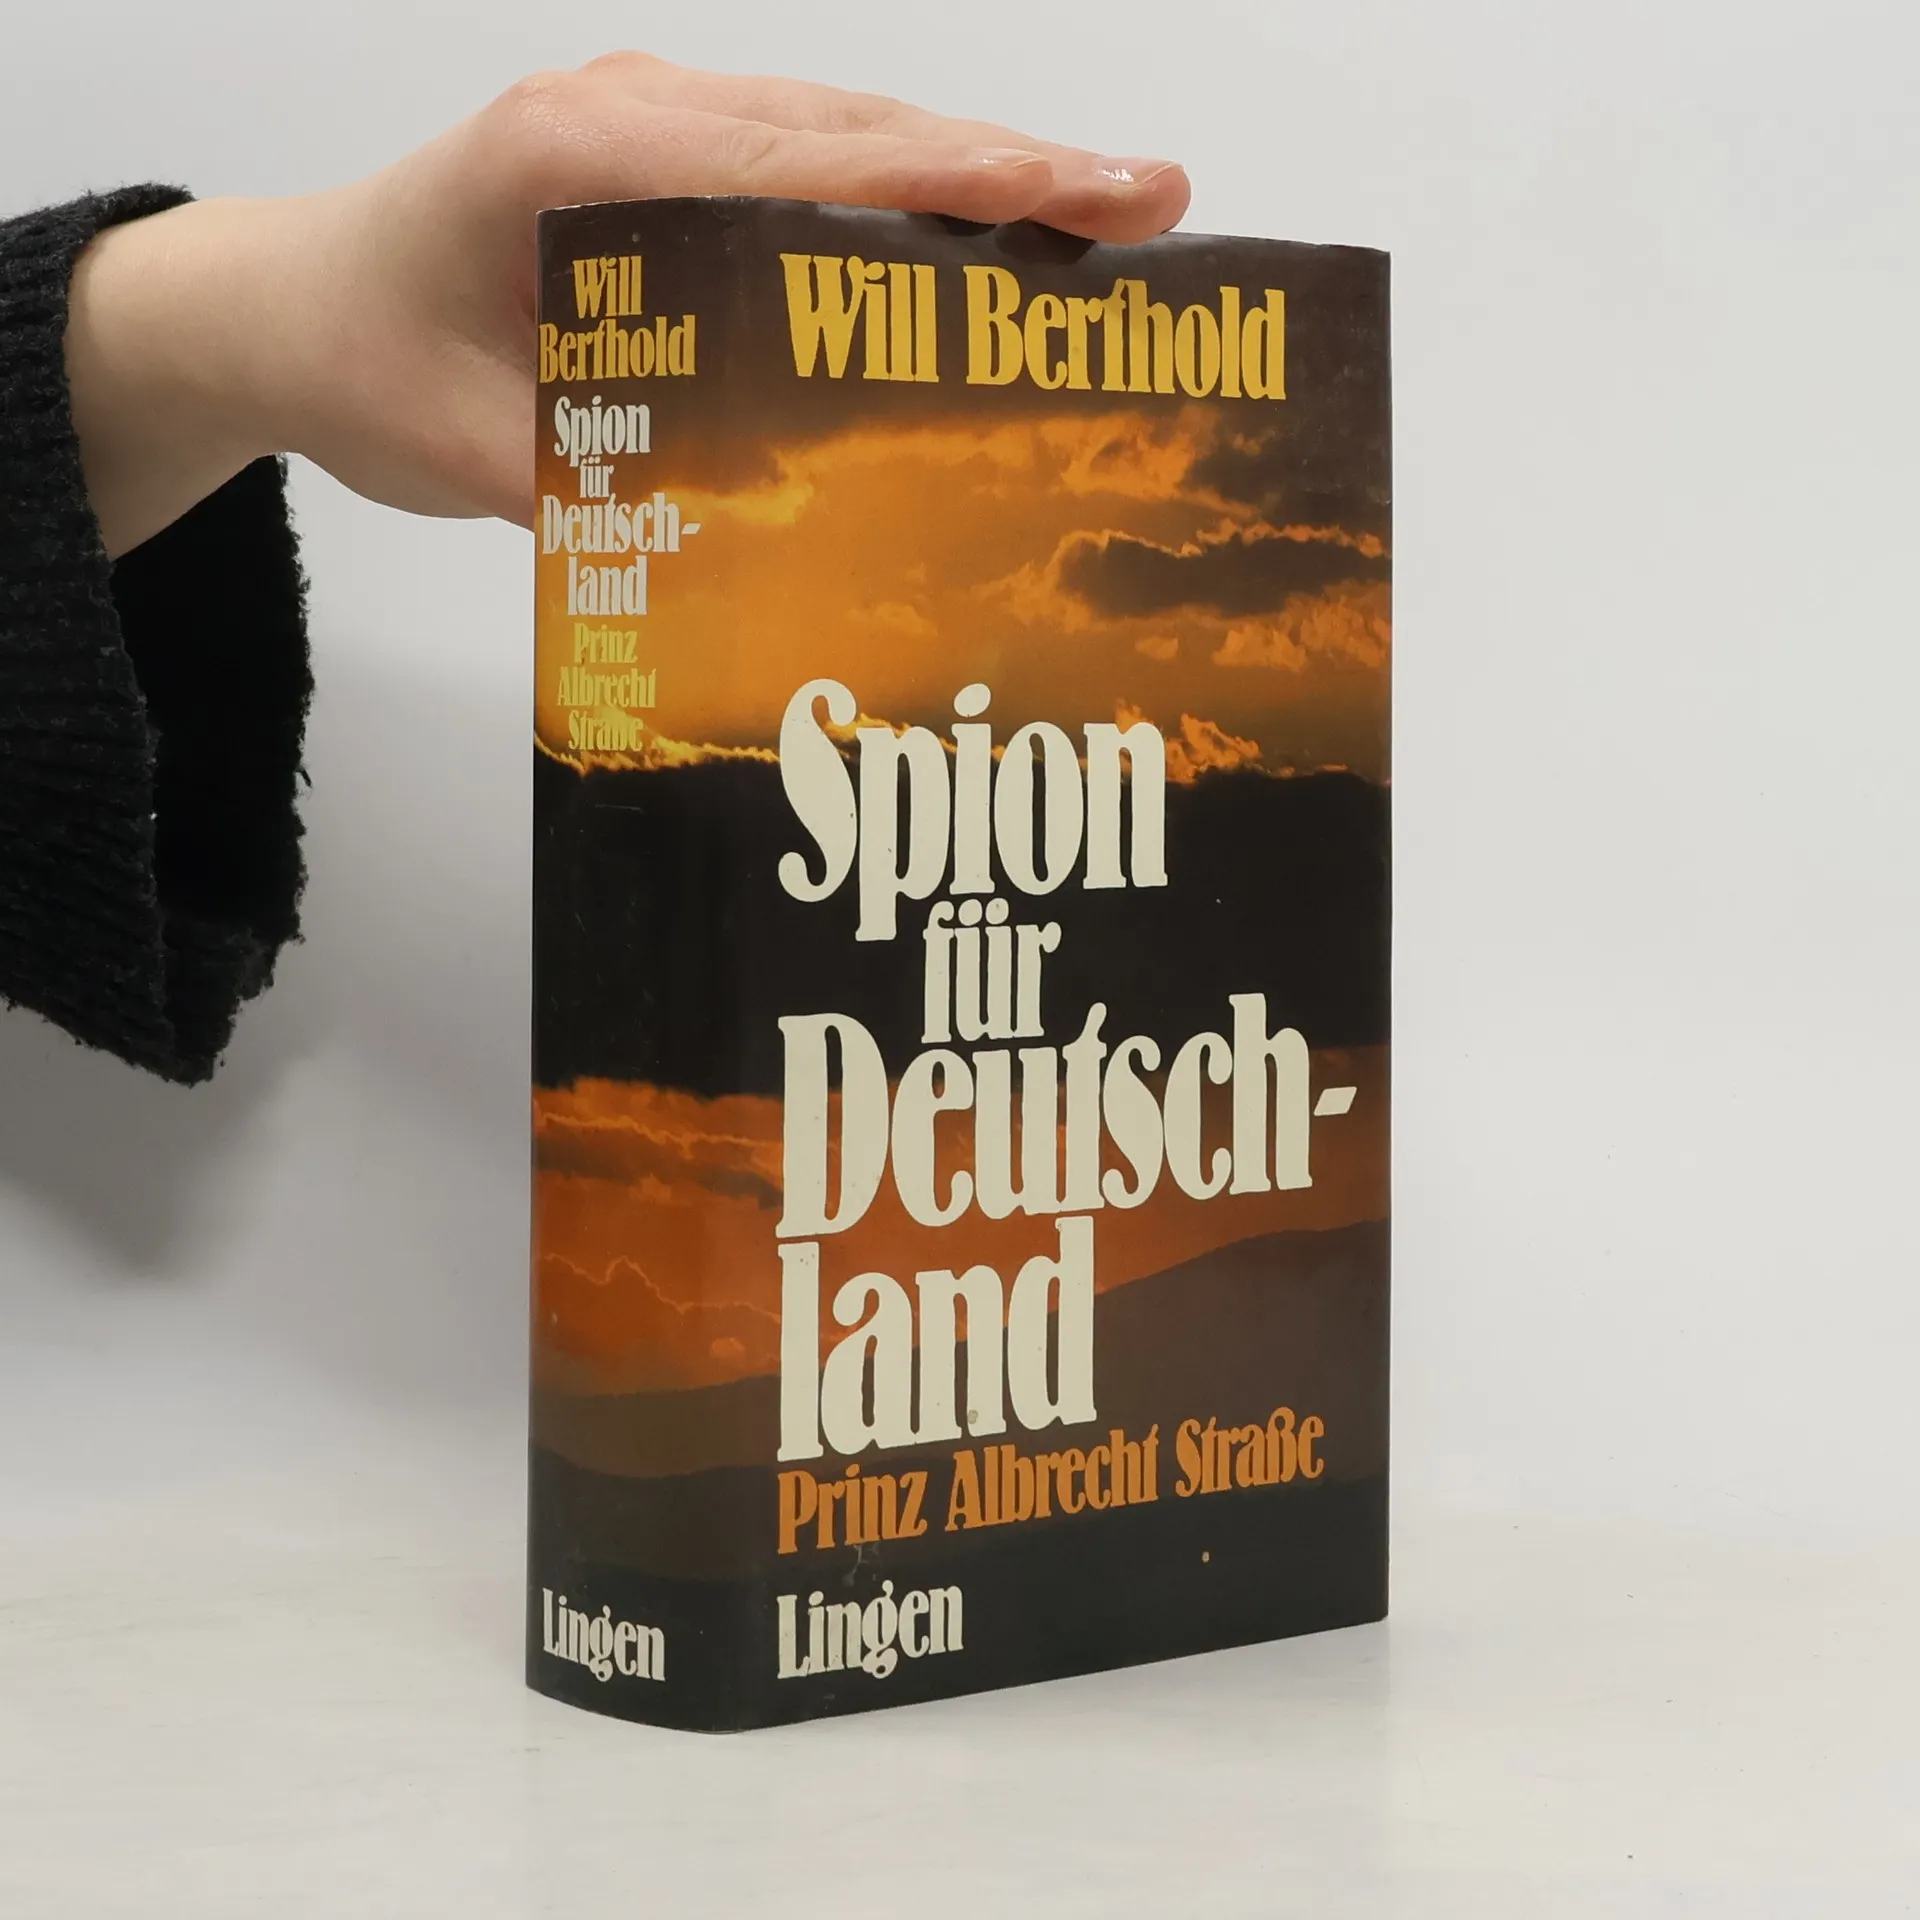 Will
Berthold
Spion
für
Deutsch-
land
Prinz
Albrecht
Straße
Lingen
Will Berthold
Spion
für
Deutsch-
land
Prinz Albrecht Straße
Lingen